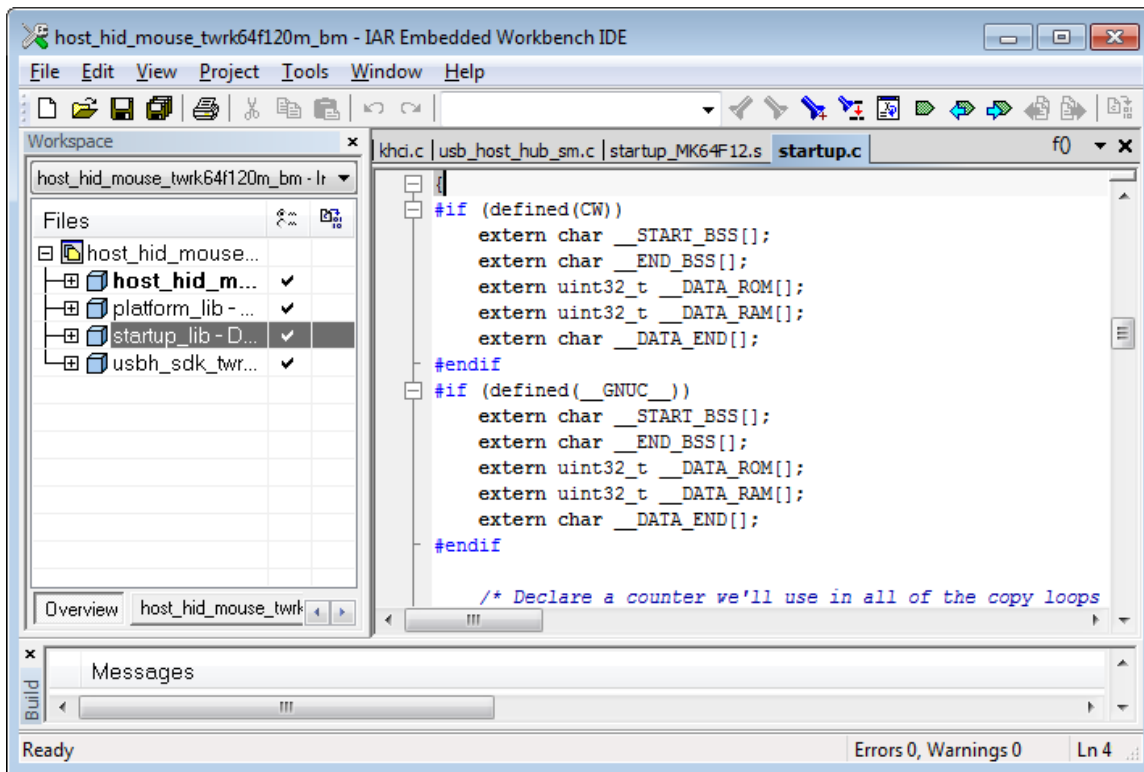 host_hid_mouse_twrk64f120m_bm - IAR Embedded Workbench IDE
File Edit View Project Tools Window Help
Workspace
host_hid_mouse_twrk64f120m_bm - Ir
Files
host_hid_mouse...
host_hid_m...
platform_lib - ...
startup_lib - D...
usbh_sdk_twr...
Overview host_hid_mouse_twrk
khci.c usb_host_hub_sm.c startup_MK64F12.s startup.c f()
{
#if (defined(CW))
extern char __START_BSS[];
extern char __END_BSS[];
extern uint32_t __DATA_ROM[];
extern uint32_t __DATA_RAM[];
extern char __DATA_END[];
#endif
#if (defined(__GNUC__))
extern char __START_BSS[];
extern char __END_BSS[];
extern uint32_t __DATA_ROM[];
extern uint32_t __DATA_RAM[];
extern char __DATA_END[];
#endif
/* Declare a counter we'll use in all of the copy loops
Build
Messages
Ready Errors 0, Warnings 0 Ln 4